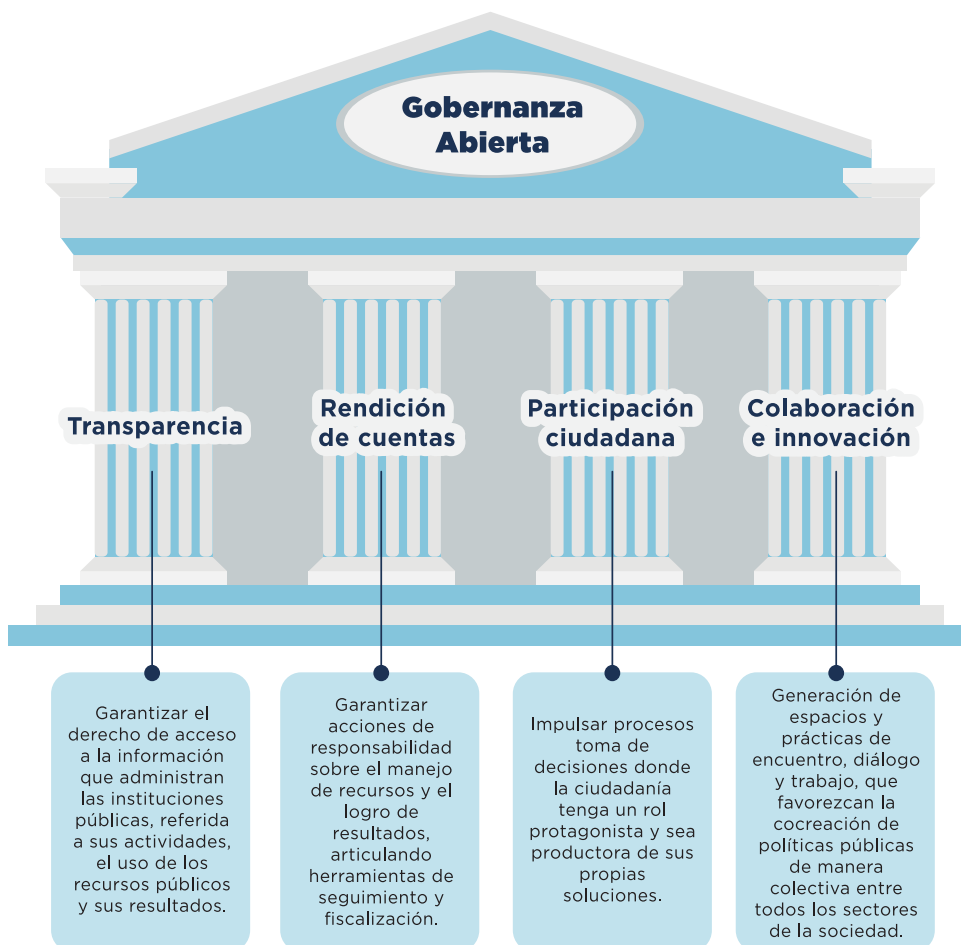 Gobernanza
Abierta
Transparencia
Rendición
de cuentas
Participación
ciudadana
Colaboración
e innovación
Garantizar el
derecho de acceso
a la información
que administran
las instituciones
públicas, referida
a sus actividades,
el uso de los
recursos públicos
y sus resultados.
Garantizar
acciones de
responsabilidad
sobre el manejo
de recursos y el
logro de
resultados,
articulando
herramientas de
seguimiento y
fiscalización.
Impulsar procesos
toma de
decisiones donde
la ciudadanía
tenga un rol
protagonista y sea
productora de sus
propias
soluciones.
Generación de
espacios y
prácticas de
encuentro, diálogo
y trabajo, que
favorezcan la
cocreación de
políticas públicas
de manera
colectiva entre
todos los sectores
de la sociedad.